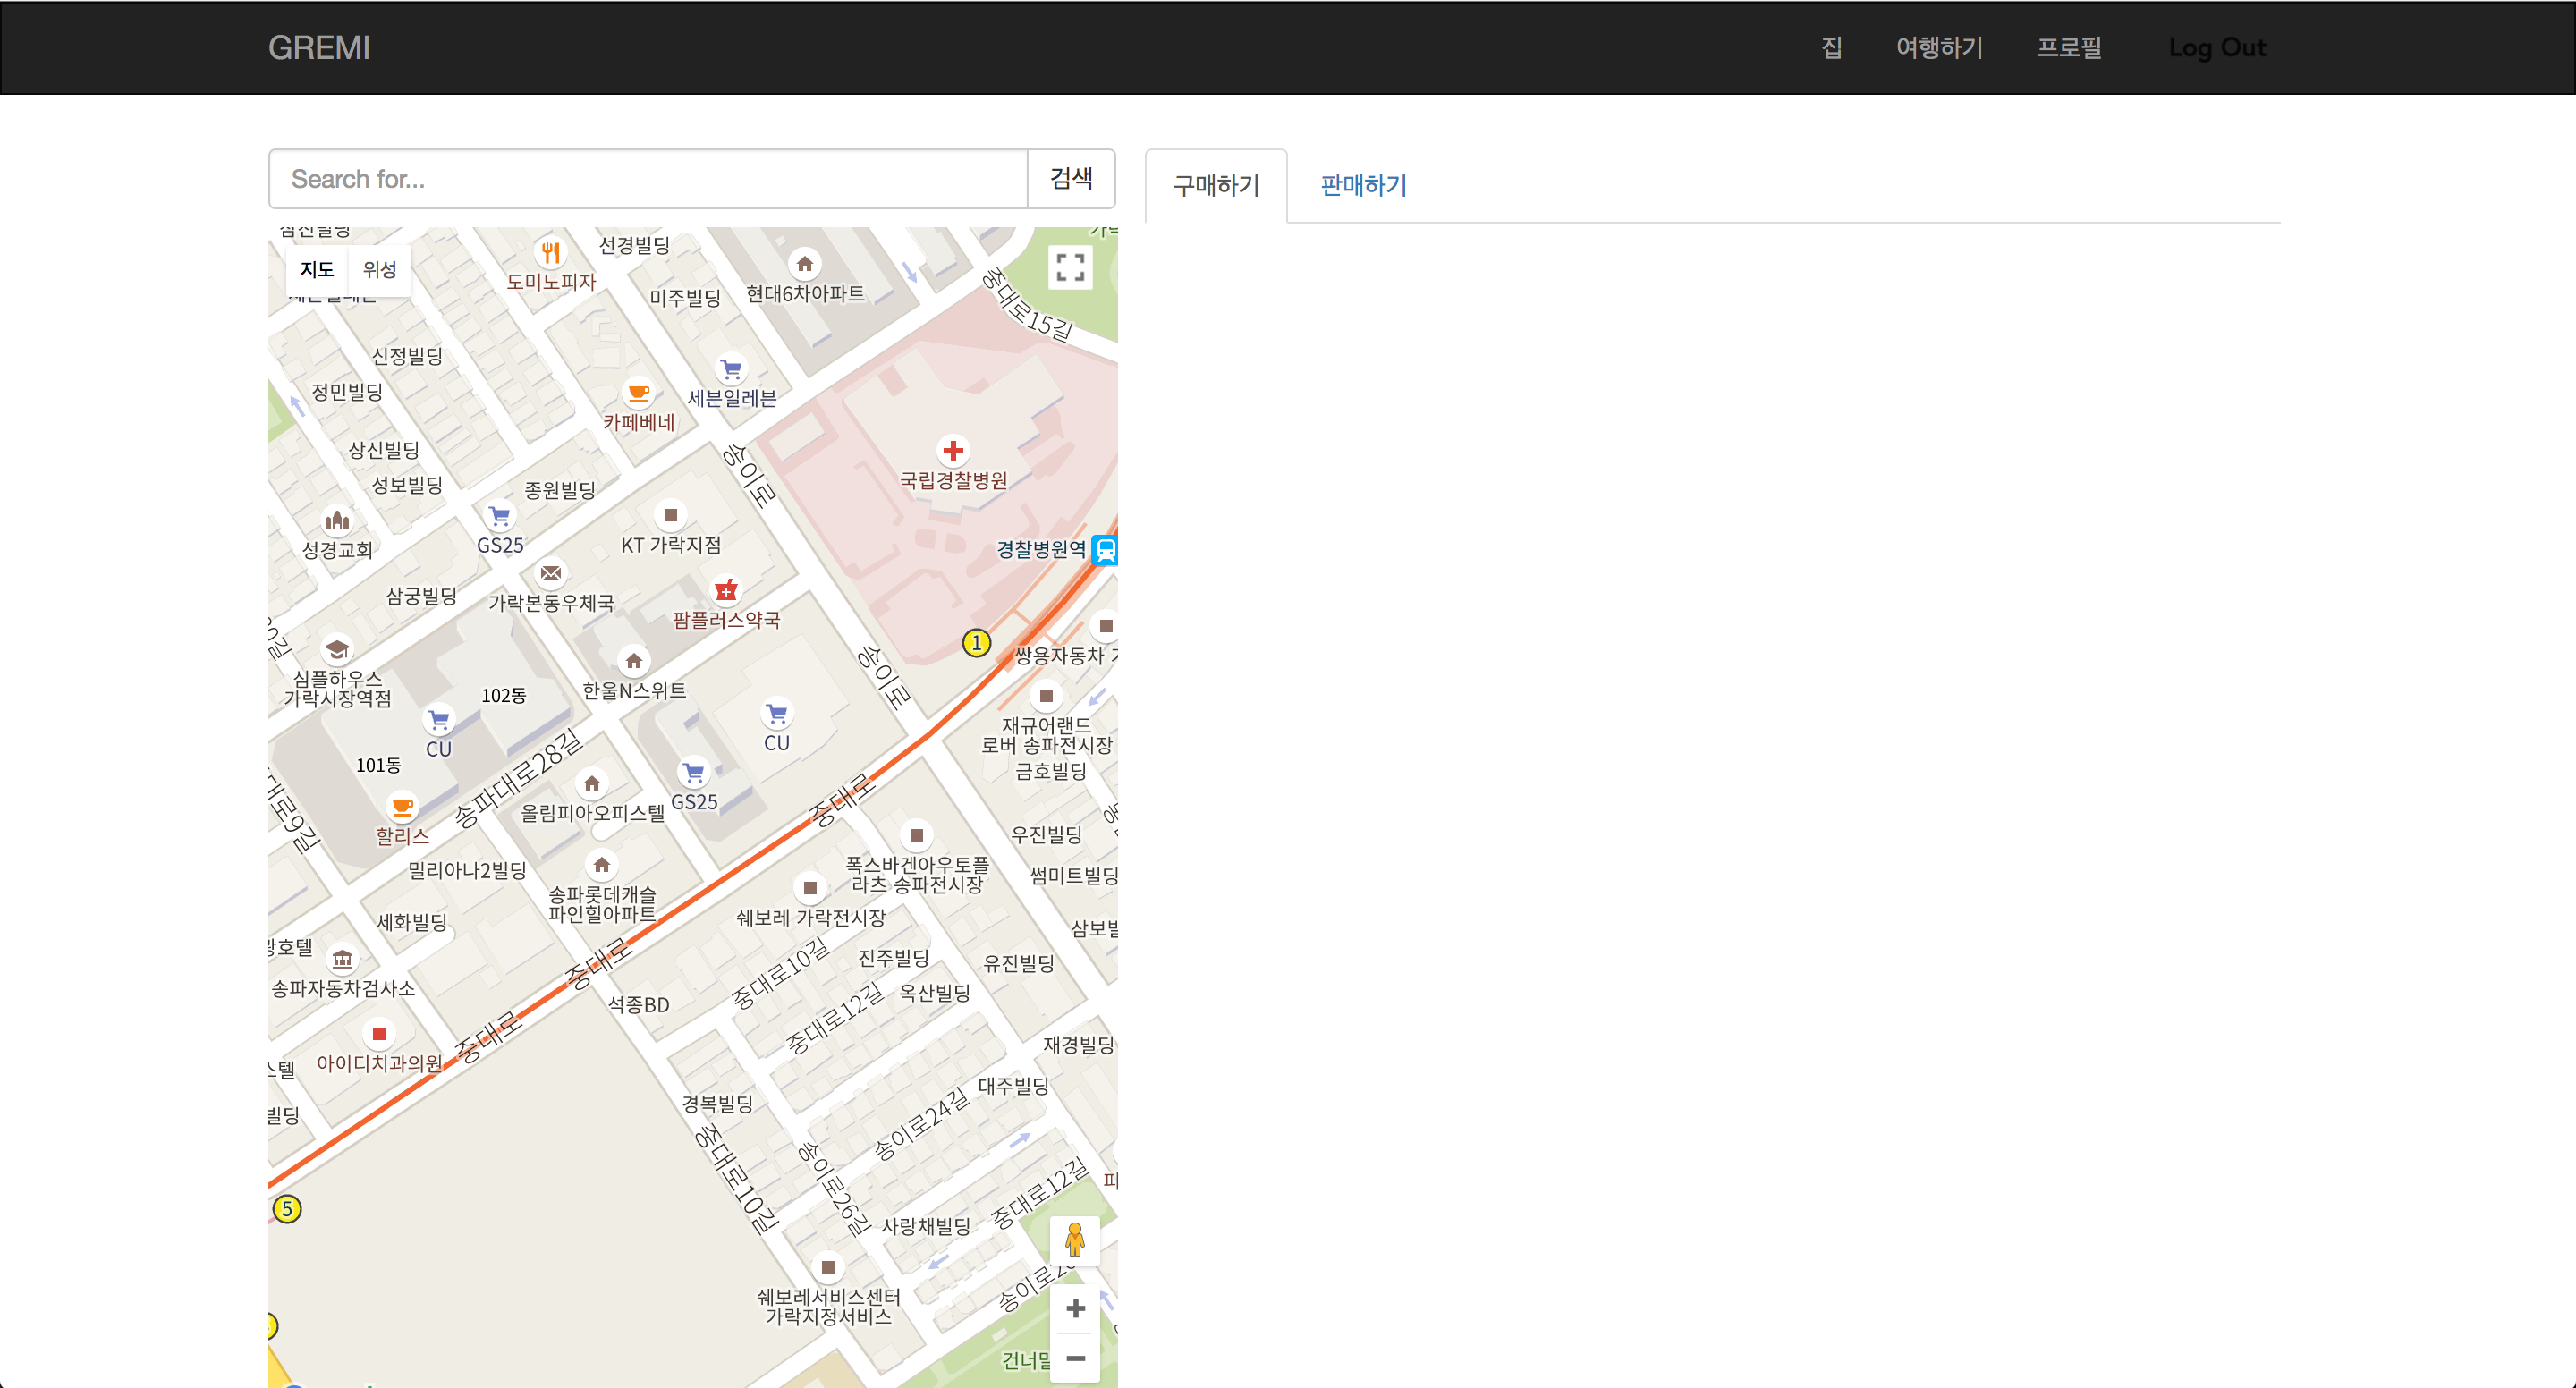 GREMI
집
여행하기
프로필
Log Out
Search for...
검색
구매하기
판매하기
지도
위성
선경빌딩
도미노피자
미주빌딩
현대6차아파트
중대로15길
신정빌딩
정민빌딩
세븐일레븐
카페베네
상신빌딩
송이로
성보빌딩
종원빌딩
국립경찰병원
성경교회
GS25
KT 가락지점
경찰병원역
삼궁빌딩
가락본동우체국
팜플러스약국
1
쌍용자동차
심플하우스
가락시장역점
102동
한울N스위트
송이로
CU
CU
재규어랜드
로버 송파전시장
금호빌딩
101동
송파대로28길
GS25
올림피아오피스텔
중대로
할리스
우진빌딩
밀리아나2빌딩
폭스바겐아우토플
라츠 송파전시장
썸미트빌딩
송파롯데캐슬
파인힐아파트
쉐보레 가락전시장
세화빌딩
중대로
중대로10길
진주빌딩
유진빌딩
송파자동차검사소
석종BD
중대로12길
옥산빌딩
중대로
아이디치과의원
재경빌딩
대주빌딩
경복빌딩
송이로24길
중대로10길
송이로26길
중대로12길
5
사랑채빌딩
쉐보레서비스센터
가락지정서비스